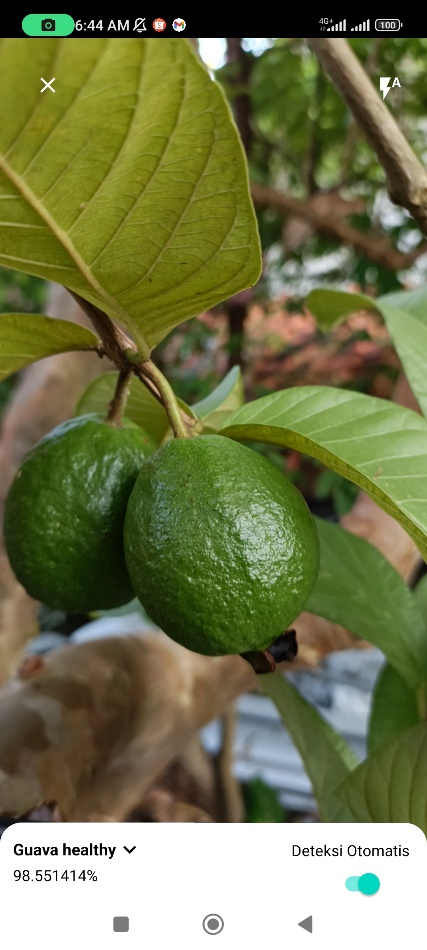 6:44 AM
4G+
100
A
Guava healthy
Deteksi Otomatis
98.551414%